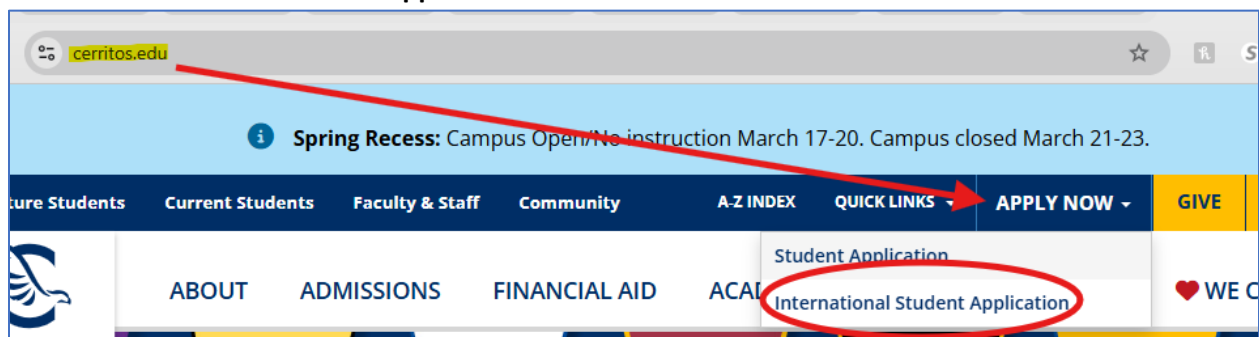 cerritos.edu
Spring Recess: Campus Open/No instruction March 17-20. Campus closed March 21-23.
Students Current Students Faculty & Staff Community A-Z INDEX QUICK LINKS APPLY NOW GIVE
Student Application
ABOUT ADMISSIONS FINANCIAL AID WE
International Student Application